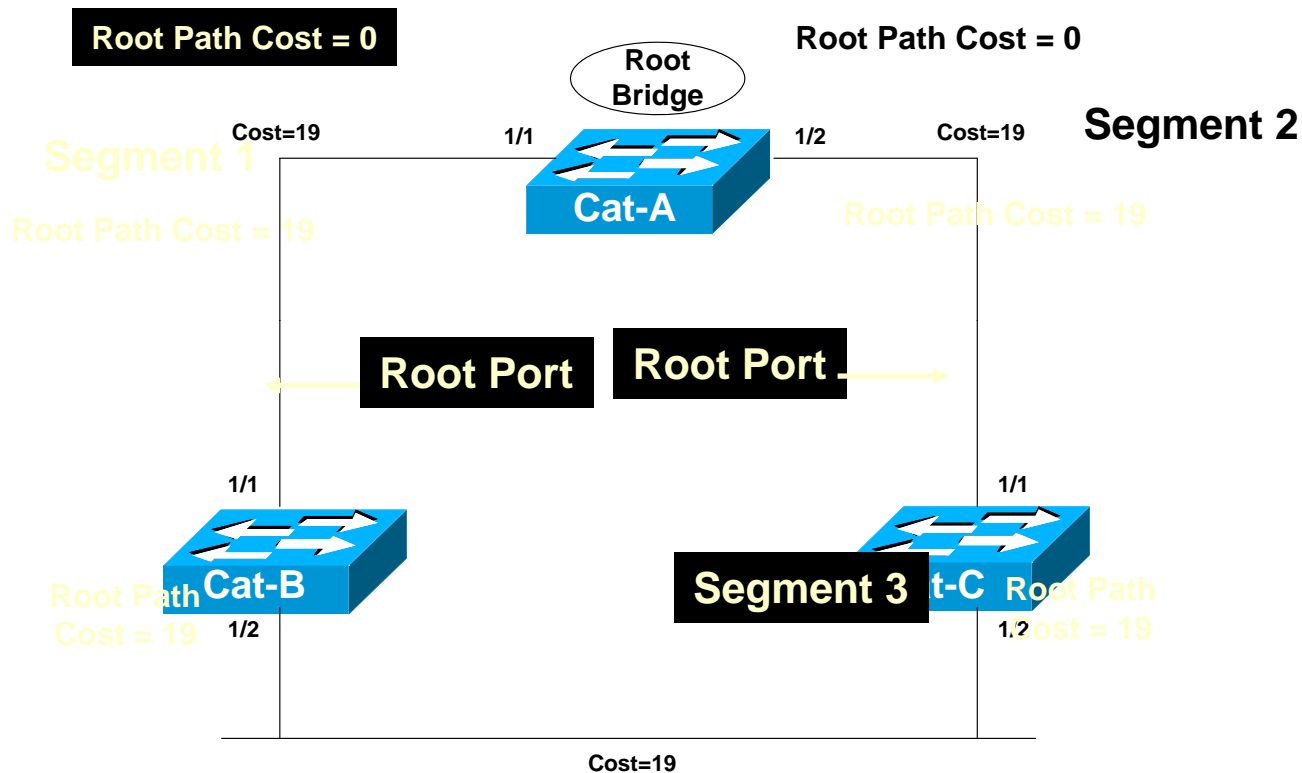 Root Path Cost = 0
Root Path Cost = 0
Root
Bridge
Cost=19
1/1
1/2
Cost=19
Segment 2
Segment 1
Cat-A
Root Path Cost = 19
Root Path Cost = 19
Root Port
Root Port
1/1
1/1
Cat-B
Segment 3
t-C
Root Path
Cost = 19
Root Path
Cost = 19
1/2
1/2
Cost=19